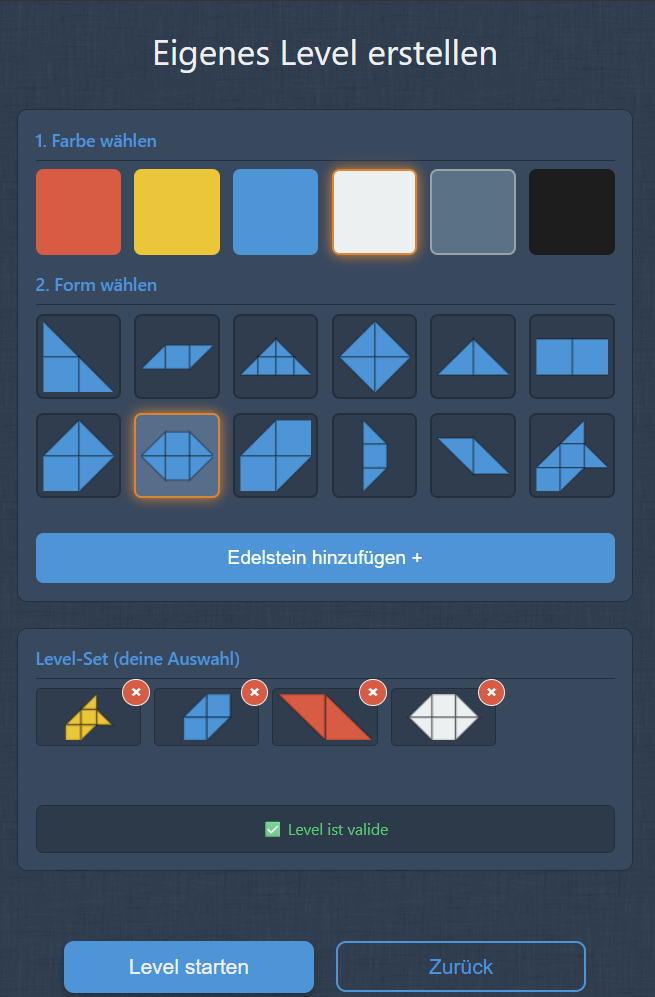 Eigenes Level erstellen
1. Farbe wählen
2. Form wählen
Edelstein hinzufügen +
Level-Set (deine Auswahl)
✅ Level ist valide
Level starten
Zurück